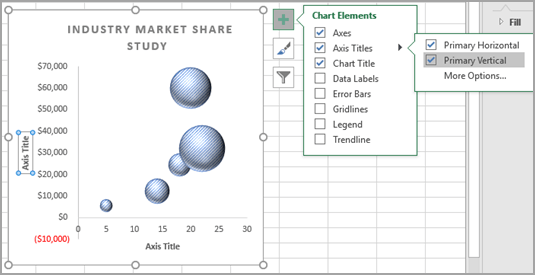 INDUSTRY MARKET SHARE
STUDY
$70,000
$60,000
$50,000
$40,000
$30,000
$20,000
$10,000
$0
($10,000)
0 5 10 15 20 25 30
Axis Title
Axis Title
Chart Elements
Axes
Axis Titles
Chart Title
Data Labels
Error Bars
Gridlines
Legend
Trendline
Primary Horizontal
Primary Vertical
More Options...
Fill